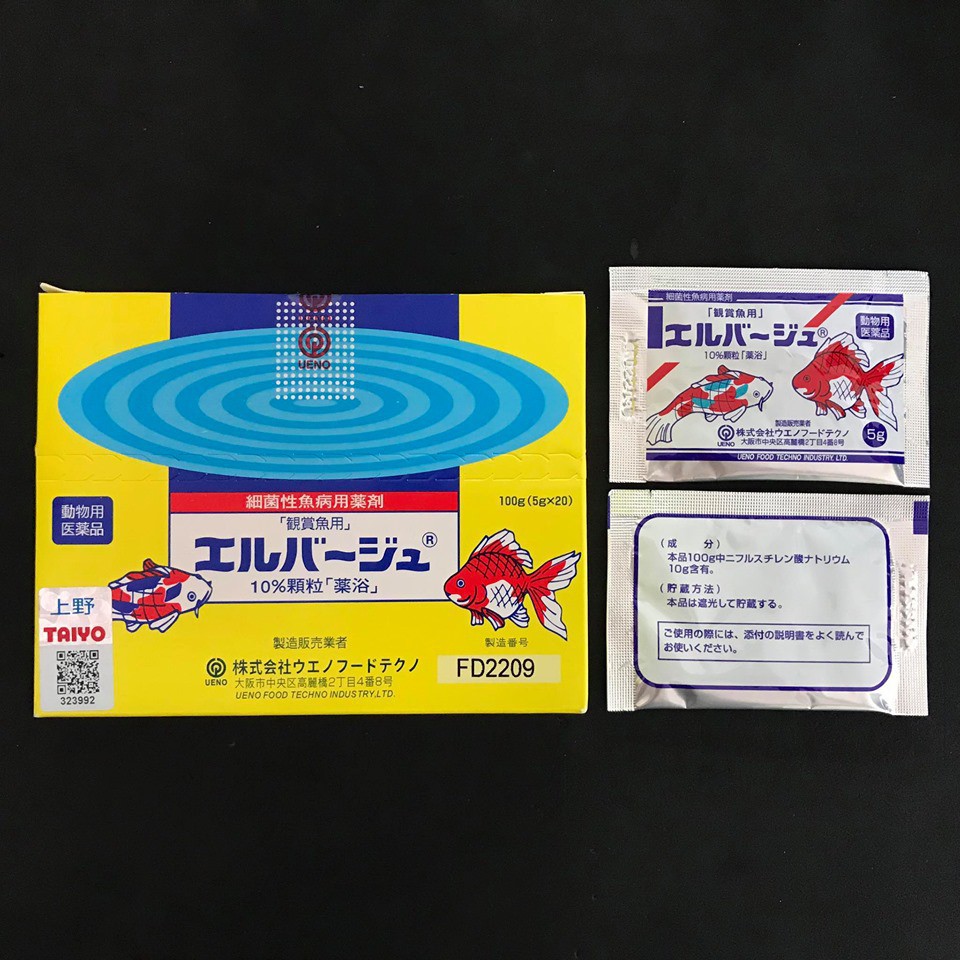 UENO
細菌性魚病用薬剤
100g(5g×20)
動物用
医薬品
「観賞魚用」
エルバージュ®
10%顆粒「薬浴」
上野
TAIYO
323992
製造販売業者
株式会社ウエノフードテクノ
UENO
大阪市中央区高麗橋2丁目4番8号
UENO FOOD TECHNO INDUSTRY,LTD.
製造番号
FD2209
細菌性魚病用薬剤
「観賞魚用」
エルバージュ®
10%顆粒「薬浴」
動物用
医薬品
製造販売業者
株式会社ウエノフードテクノ
UENO
大阪市中央区高麗橋2丁目4番8号
5g
UENO FOOD TECHNO INDUSTRY, LTD.
(成 分)
本品100g中ニフルスチレン酸ナトリウム
10g含有。
(貯蔵方法)
本品は遮光して貯蔵する。
ご使用の際には、添付の説明書をよく読んで
お使いください。